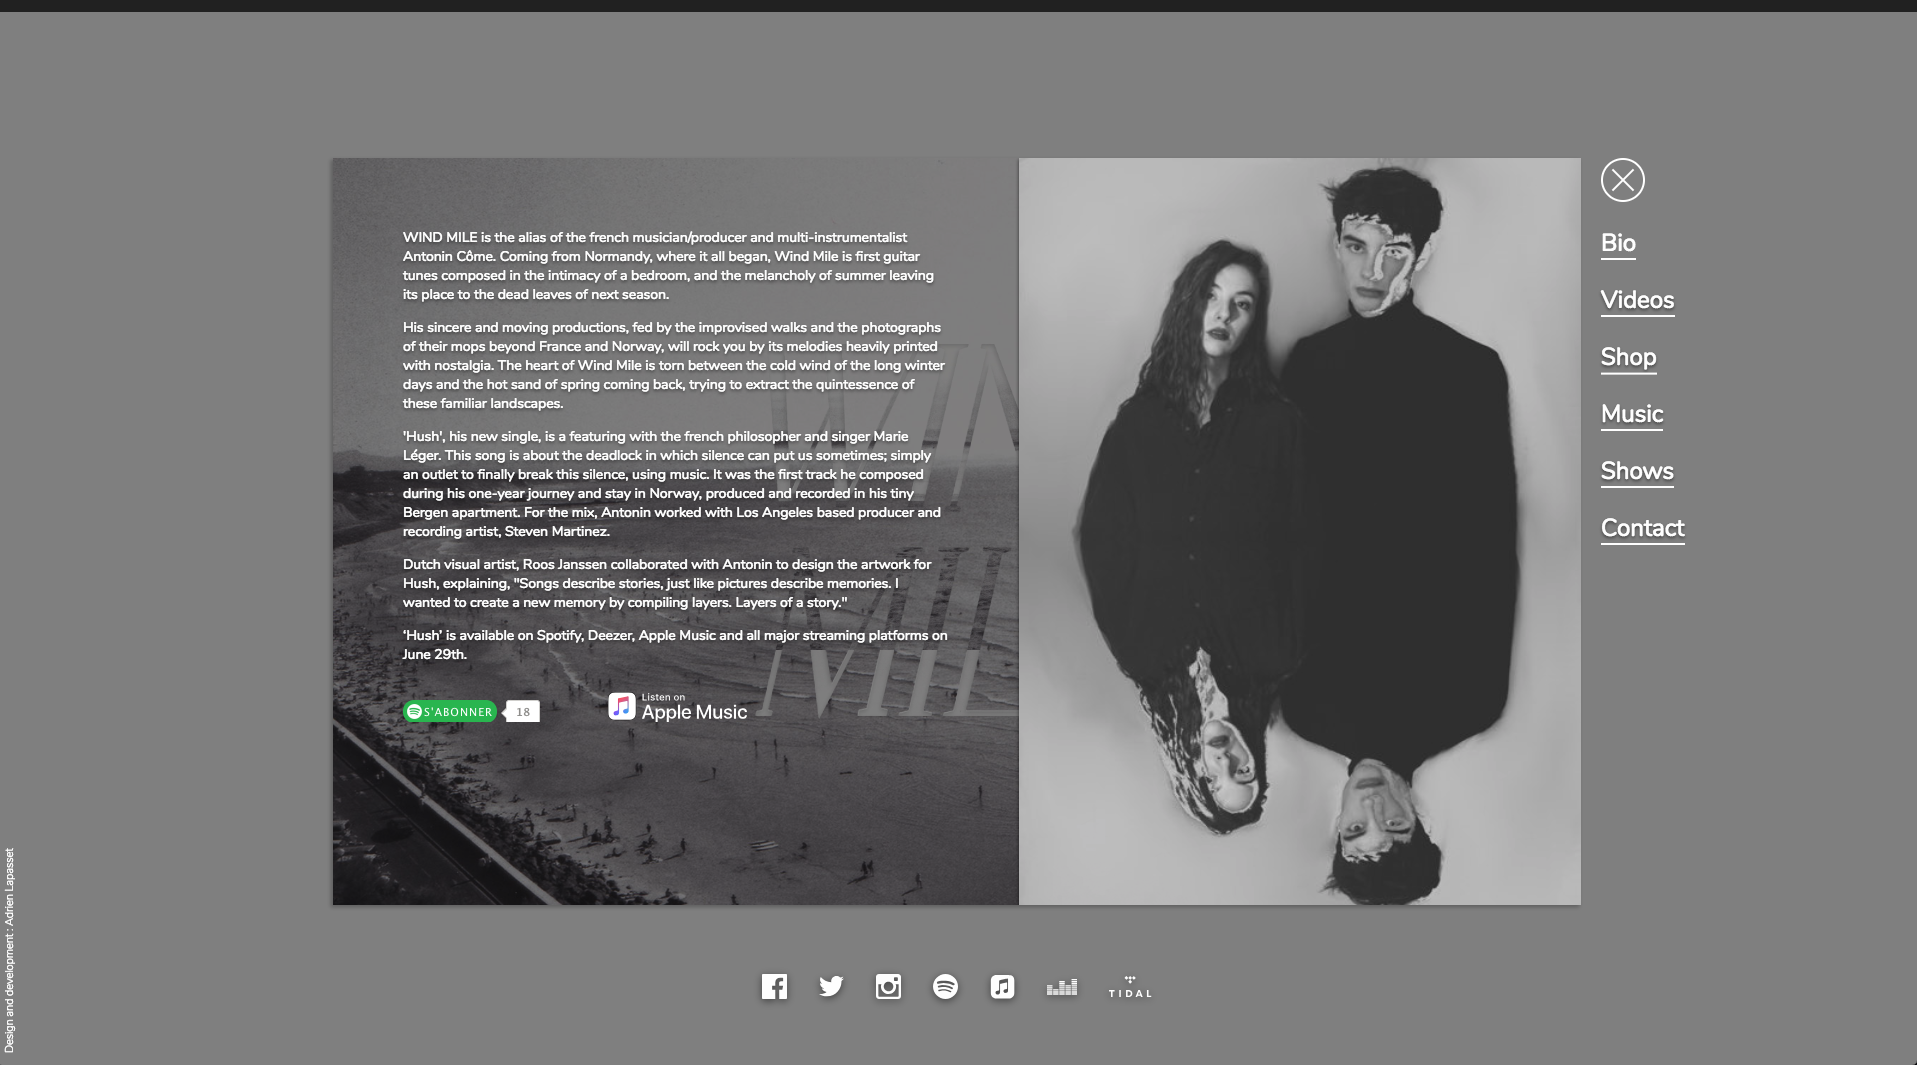 WIND MILE is the alias of the french musician/producer and multi-instrumentalist
Antonin Côme. Coming from Normandy, where it all began, Wind Mile is first guitar
tunes composed in the intimacy of a bedroom, and the melancholy of summer leaving
its place to the dead leaves of next season.
His sincere and moving productions, fed by the improvised walks and the photographs
of their mops beyond France and Norway, will rock you by its melodies heavily printed
with nostalgia. The heart of Wind Mile is torn between the cold wind of the long winter
days and the hot sand of spring coming back, trying to extract the quintessence of
these familiar landscapes.
'Hush', his new single, is a featuring with the french philosopher and singer Marie
Léger. This song is about the deadlock in which silence can put us sometimes; simply
an outlet to finally break this silence, using music. It was the first track he composed
during his one-year journey and stay in Norway, produced and recorded in his tiny
Bergen apartment. For the mix, Antonin worked with Los Angeles based producer and
recording artist, Steven Martinez.
Dutch visual artist, Roos Janssen collaborated with Antonin to design the artwork for
Hush, explaining, "Songs describe stories, just like pictures describe memories. I
wanted to create a new memory by compiling layers. Layers of a story."
‘Hush’ is available on Spotify, Deezer, Apple Music and all major streaming platforms on
June 29th.
S'ABONNER 18
Listen on
Apple Music
WIN
MIL
MIL
Bio
Videos
Shop
Music
Shows
Contact
TIDAL
Design and development : Adrien Lapasset